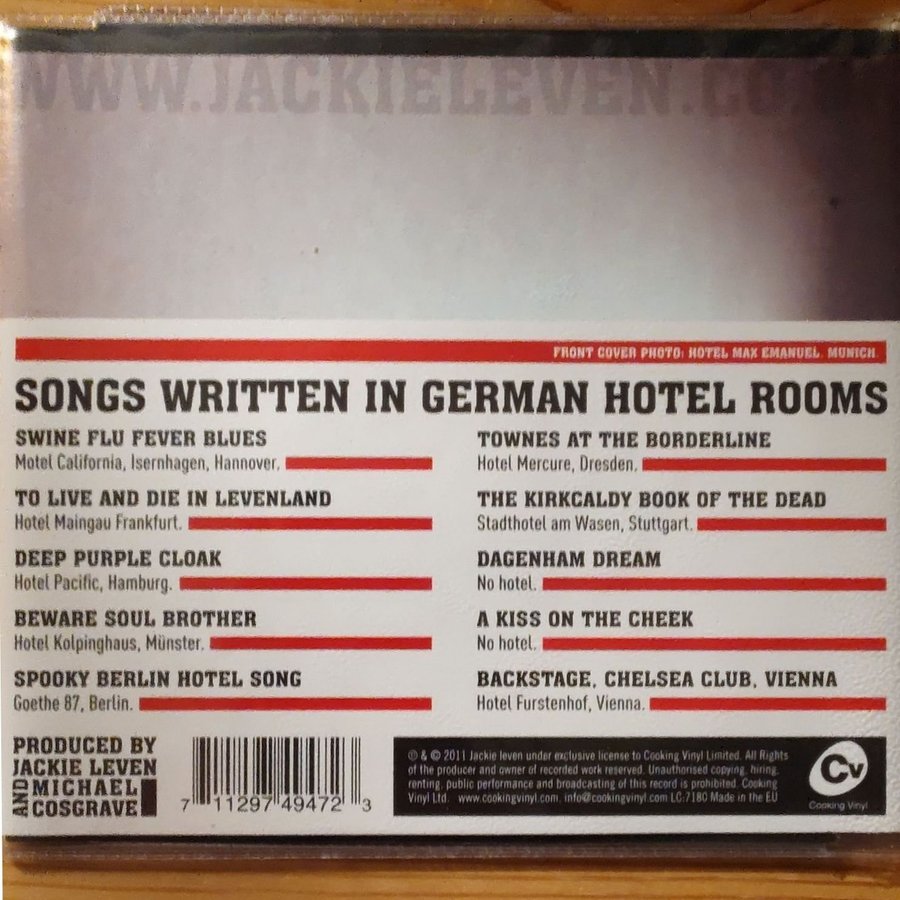 WWW.JACKIELEVEN.CO
FRONT COVER PHOTO: HOTEL MAX EMANUEL, MUNICH.
SONGS WRITTEN IN GERMAN HOTEL ROOMS
SWINE FLU FEVER BLUES
Motel California, Isernhagen, Hannover.
TO LIVE AND DIE IN LEVENLAND
Hotel Maingau Frankfurt.
DEEP PURPLE CLOAK
Hotel Pacific, Hamburg.
BEWARE SOUL BROTHER
Hotel Kolpinghaus, Münster.
SPOOKY BERLIN HOTEL SONG
Goethe 87, Berlin.
TOWNES AT THE BORDERLINE
Hotel Mercure, Dresden.
THE KIRKCALDY BOOK OF THE DEAD
Stadthotel am Wasen, Stuttgart.
DAGENHAM DREAM
No hotel.
A KISS ON THE CHEEK
No hotel.
BACKSTAGE, CHELSEA CLUB, VIENNA
Hotel Furstenhof, Vienna.
PRODUCED BY
JACKIE LEVEN
AND MICHAEL
COSGRAVE
7 11297 49472 3
℗ & © 2011 Jackie leven under exclusive license to Cooking Vinyl Limited. All Rights
of the producer and owner of recorded work reserved. Unauthorised copying, hiring,
renting, public performance and broadcasting of this record is prohibited. Cooking
Vinyl Ltd. www.cookingvinyl.com. info@cookingvinyl.com LC:7180 Made in the EU
Cv
Cooking Vinyl